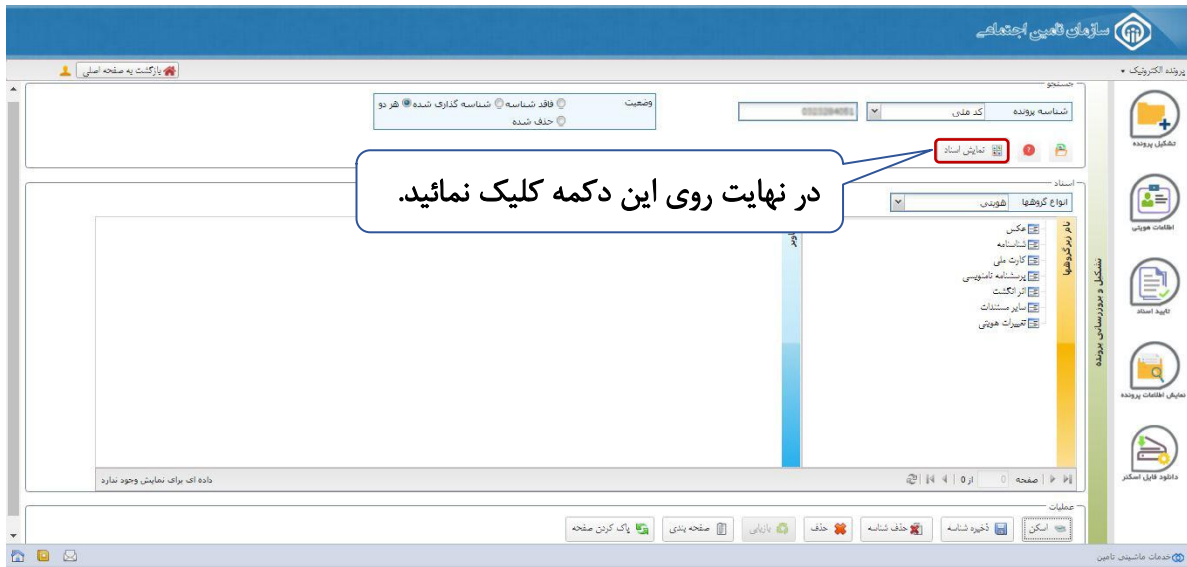 سازمان تامین اجتماعی
پرونده الکترونیک
بازگشت به صفحه اصلی
جستجو
شناسه پرونده
کد ملی
وضعیت
فاقد شناسه
شناسه گذاری شده
هر دو
حذف شده
نمایش اسناد
در نهایت روی این دکمه کلیک نمائید.
اسناد
انواع گروهها
هویتی
نام زیرگروهها
عکس
شناسنامه
کارت ملی
پرسشنامه نامنویسی
اثر انگشت
سایر مستندات
تغییرات هویتی
صفحه 0 از 0
داده ای برای نمایش وجود ندارد
عملیات
اسکن
ذخیره شناسه
حذف شناسه
حذف
بازیابی
صفحه بندی
پاک کردن صفحه
تشکیل و بروزرسانی پرونده
تشکیل پرونده
اطلاعات هویتی
تایید اسناد
نمایش اطلاعات پرونده
دانلود فایل اسکنر
خدمات ماشینی تامین